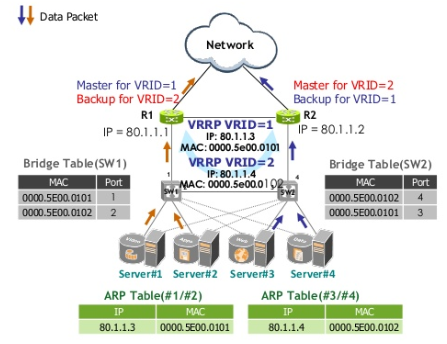 Data Packet
Network
Master for VRID=1
Backup for VRID=2
Master for VRID=2
Backup for VRID=1
R1
R2
IP = 80.1.1.1
IP = 80.1.1.2
VRRP VRID=1
IP: 80.1.1.3
MAC: 0000.5e00.0101
VRRP VRID=2
IP: 80.1.1.4
MAC: 0000.5e00.0102
Bridge Table(SW1)
MAC Port
0000.5E00.0101 1
0000.5E00.0102 2
Bridge Table(SW2)
MAC Port
0000.5E00.0102 4
0000.5E00.0101 3
1
4
SW1
SW2
Server#1
Server#2
Server#3
Server#4
ARP Table(#1/#2)
IP MAC
80.1.1.3 0000.5E00.0101
ARP Table(#3/#4)
IP MAC
80.1.1.4 0000.5E00.0102